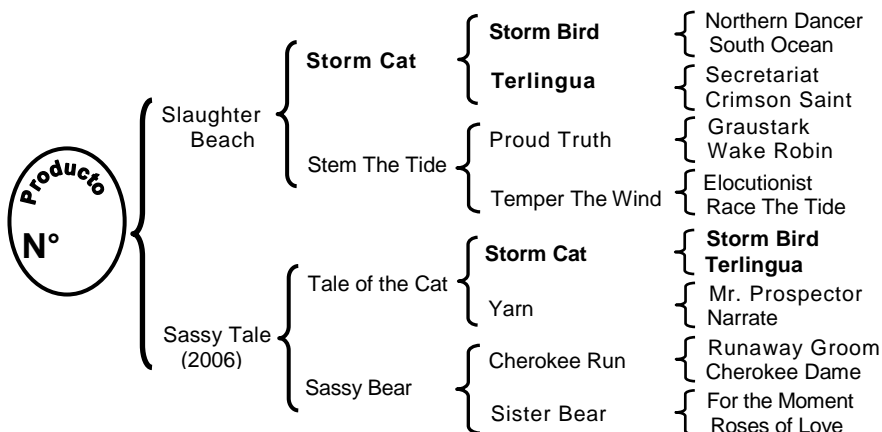 Producto
N°
Slaughter
Beach
Sassy Tale
(2006)
Storm Cat
Stem The Tide
Tale of the Cat
Sassy Bear
Storm Bird
Terlingua
Proud Truth
Temper The Wind
Storm Cat
Yarn
Cherokee Run
Sister Bear
Northern Dancer
South Ocean
Secretariat
Crimson Saint
Graustark
Wake Robin
Elocutionist
Race The Tide
Storm Bird
Terlingua
Mr. Prospector
Narrate
Runaway Groom
Cherokee Dame
For the Moment
Roses of Love